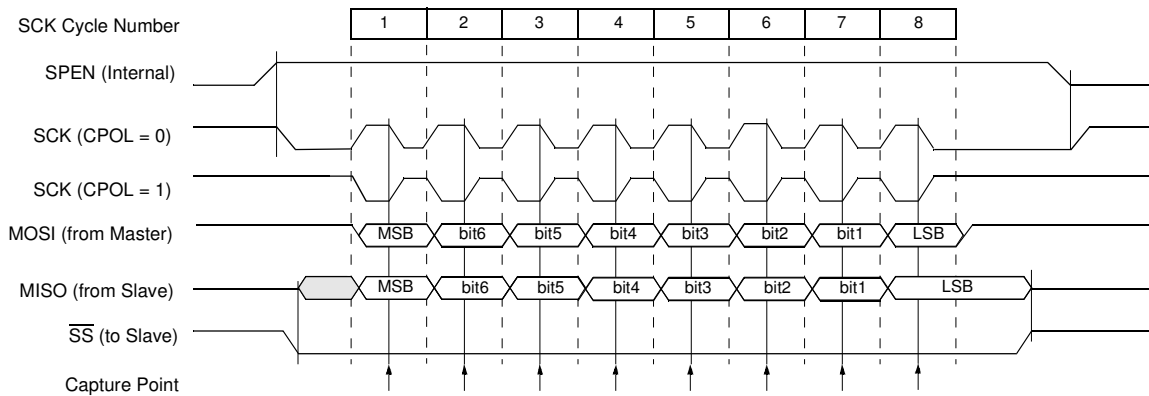 SCK Cycle Number 1 2 3 4 5 6 7 8
SPEN (Internal)
SCK (CPOL = 0)
SCK (CPOL = 1)
MOSI (from Master) MSB bit6 bit5 bit4 bit3 bit2 bit1 LSB
MISO (from Slave) MSB bit6 bit5 bit4 bit3 bit2 bit1 LSB
SS (to Slave)
Capture Point